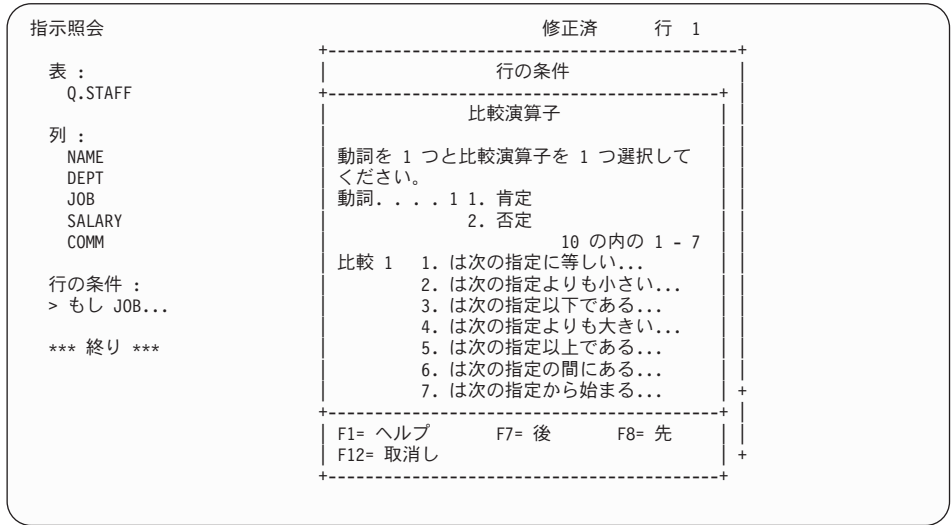 指示照会 修正済 行 1
+-------------------------------------------------+
表 : | 行の条件 |
Q.STAFF +----------------------------------------------+ |
| 比較演算子 | |
列 : | | |
NAME | 動詞を 1 つと比較演算子を 1 つ選択して | |
DEPT | ください。 | |
JOB | 動詞. . . . 1 1. 肯定 | |
SALARY | 2. 否定 | |
COMM | 10 の内の 1 - 7 | |
| 比較 1 1. は次の指定に等しい... | |
行の条件 : | 2. は次の指定よりも小さい... | |
> もし JOB... | 3. は次の指定以下である... | |
| 4. は次の指定よりも大きい... | |
*** 終り *** | 5. は次の指定以上である... | |
| 6. は次の指定の間にある... | |
| 7. は次の指定から始まる... | +
+----------------------------------------------+ |
| F1= ヘルプ F7= 後 F8= 先 | |
| F12= 取消し | +
+----------------------------------------------+